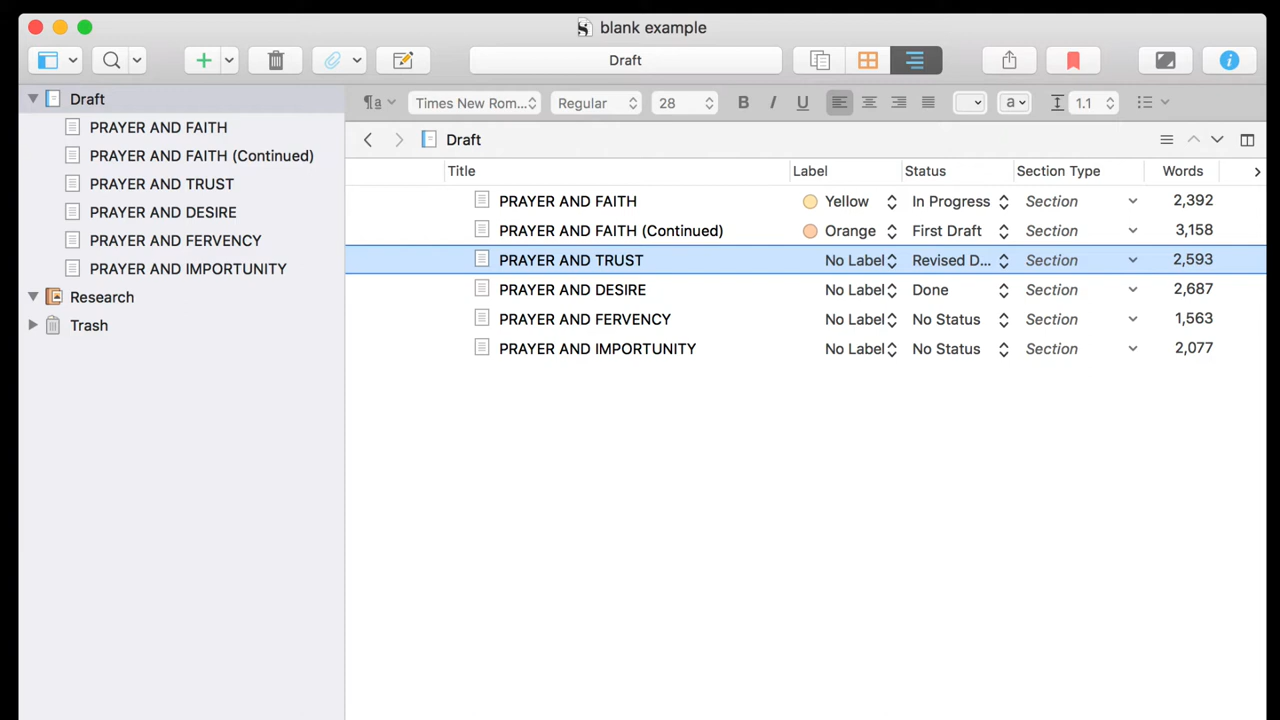 blank example
Draft
Draft
PRAYER AND FAITH
PRAYER AND FAITH (Continued)
PRAYER AND TRUST
PRAYER AND DESIRE
PRAYER AND FERVENCY
PRAYER AND IMPORTUNITY
Research
Trash
¶a Times New Rom... Regular 28 B I U a 1.1
Draft
Title Label Status Section Type Words
PRAYER AND FAITH Yellow In Progress Section 2,392
PRAYER AND FAITH (Continued) Orange First Draft Section 3,158
PRAYER AND TRUST No Label Revised D... Section 2,593
PRAYER AND DESIRE No Label Done Section 2,687
PRAYER AND FERVENCY No Label No Status Section 1,563
PRAYER AND IMPORTUNITY No Label No Status Section 2,077